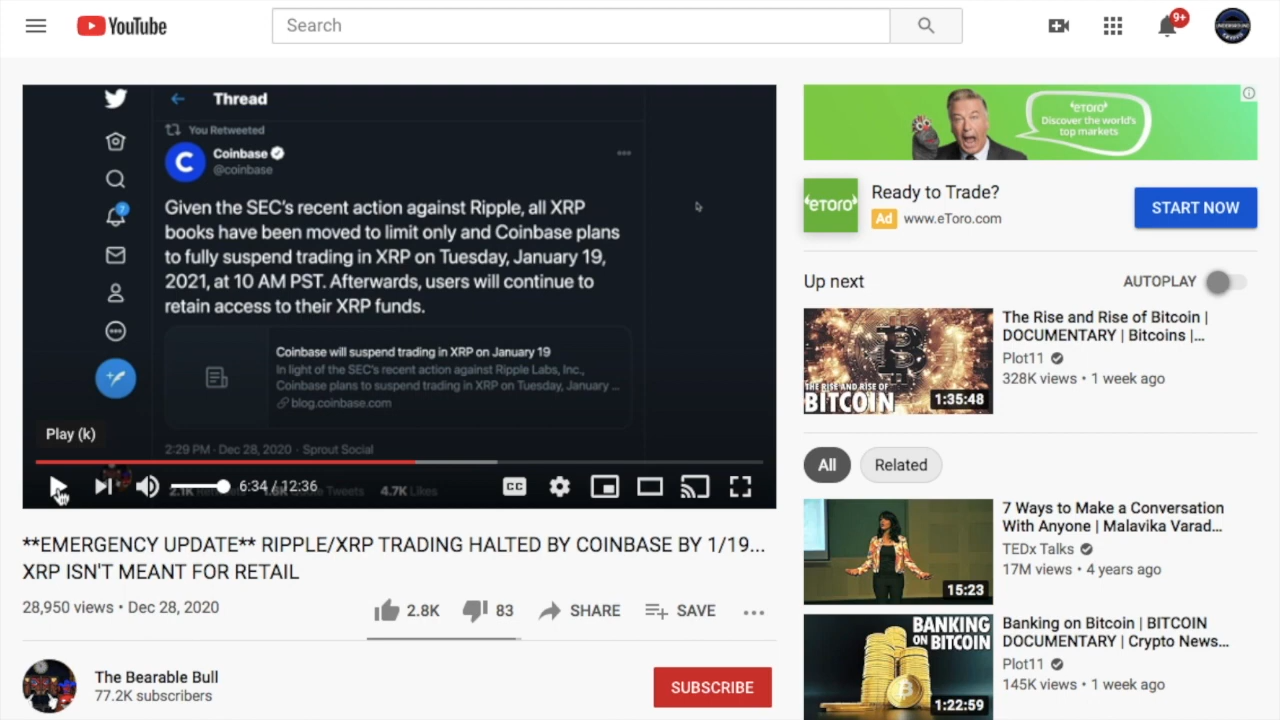 YouTube
Search
9+
Thread
You Retweeted
Coinbase
@coinbase
Given the SEC's recent action against Ripple, all XRP
books have been moved to limit only and Coinbase plans
to fully suspend trading in XRP on Tuesday, January 19,
2021, at 10 AM PST. Afterwards, users will continue to
retain access to their XRP funds.
Coinbase will suspend trading in XRP on January 19
In light of the SEC's recent action against Ripple Labs, Inc.,
Coinbase plans to suspend trading in XRP on Tuesday, January ...
blog.coinbase.com
2:29 PM · Dec 28, 2020 · Sprout Social
7
Play (k)
6:34 / 12:36
2.1K Tweets 4.7K Likes
CC
**EMERGENCY UPDATE** RIPPLE/XRP TRADING HALTED BY COINBASE BY 1/19...
XRP ISN'T MEANT FOR RETAIL
28,950 views • Dec 28, 2020
2.8K 83 SHARE SAVE
The Bearable Bull
77.2K subscribers
SUBSCRIBE
eTORO
Discover the world's
top markets
eTORO
Ready to Trade?
Ad www.eToro.com
START NOW
Up next
AUTOPLAY
THE RISE AND RISE OF
BITCOIN
1:35:48
The Rise and Rise of Bitcoin |
DOCUMENTARY | Bitcoins |...
Plot11
328K views • 1 week ago
All Related
15:23
7 Ways to Make a Conversation
With Anyone | Malavika Varad...
TEDx Talks
17M views • 4 years ago
BANKING
ON BITCOIN
1:22:59
Banking on Bitcoin | BITCOIN
DOCUMENTARY | Crypto News...
Plot11
145K views • 1 week ago